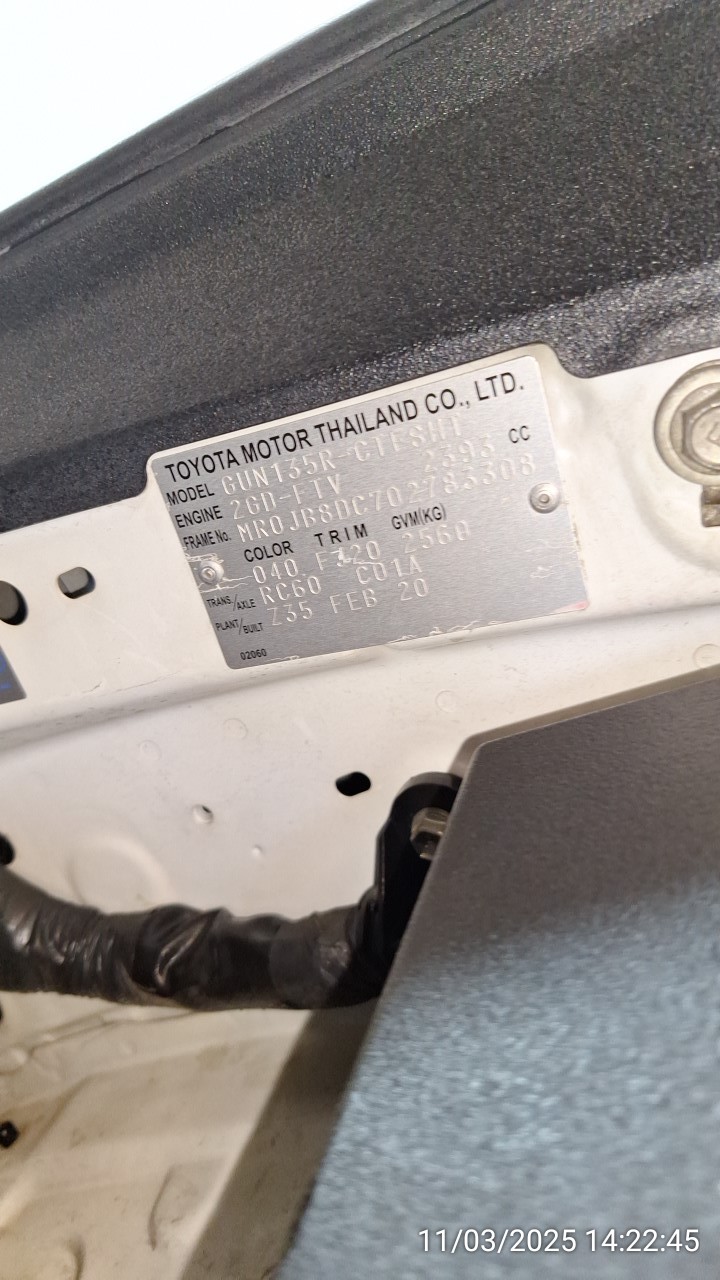 TOYOTA MOTOR THAILAND CO., LTD.
MODEL GUN135R-CTFSHT
ENGINE 2GD-FTV 2393 CC
FRAME No. MR0JB8DC702783308
COLOR TRIM GVM(KG)
040 F 20 2560
TRANS/AXLE RC60 C01A
PLANT/BUILT Z35 FEB 20
02060
11/03/2025 14:22:45